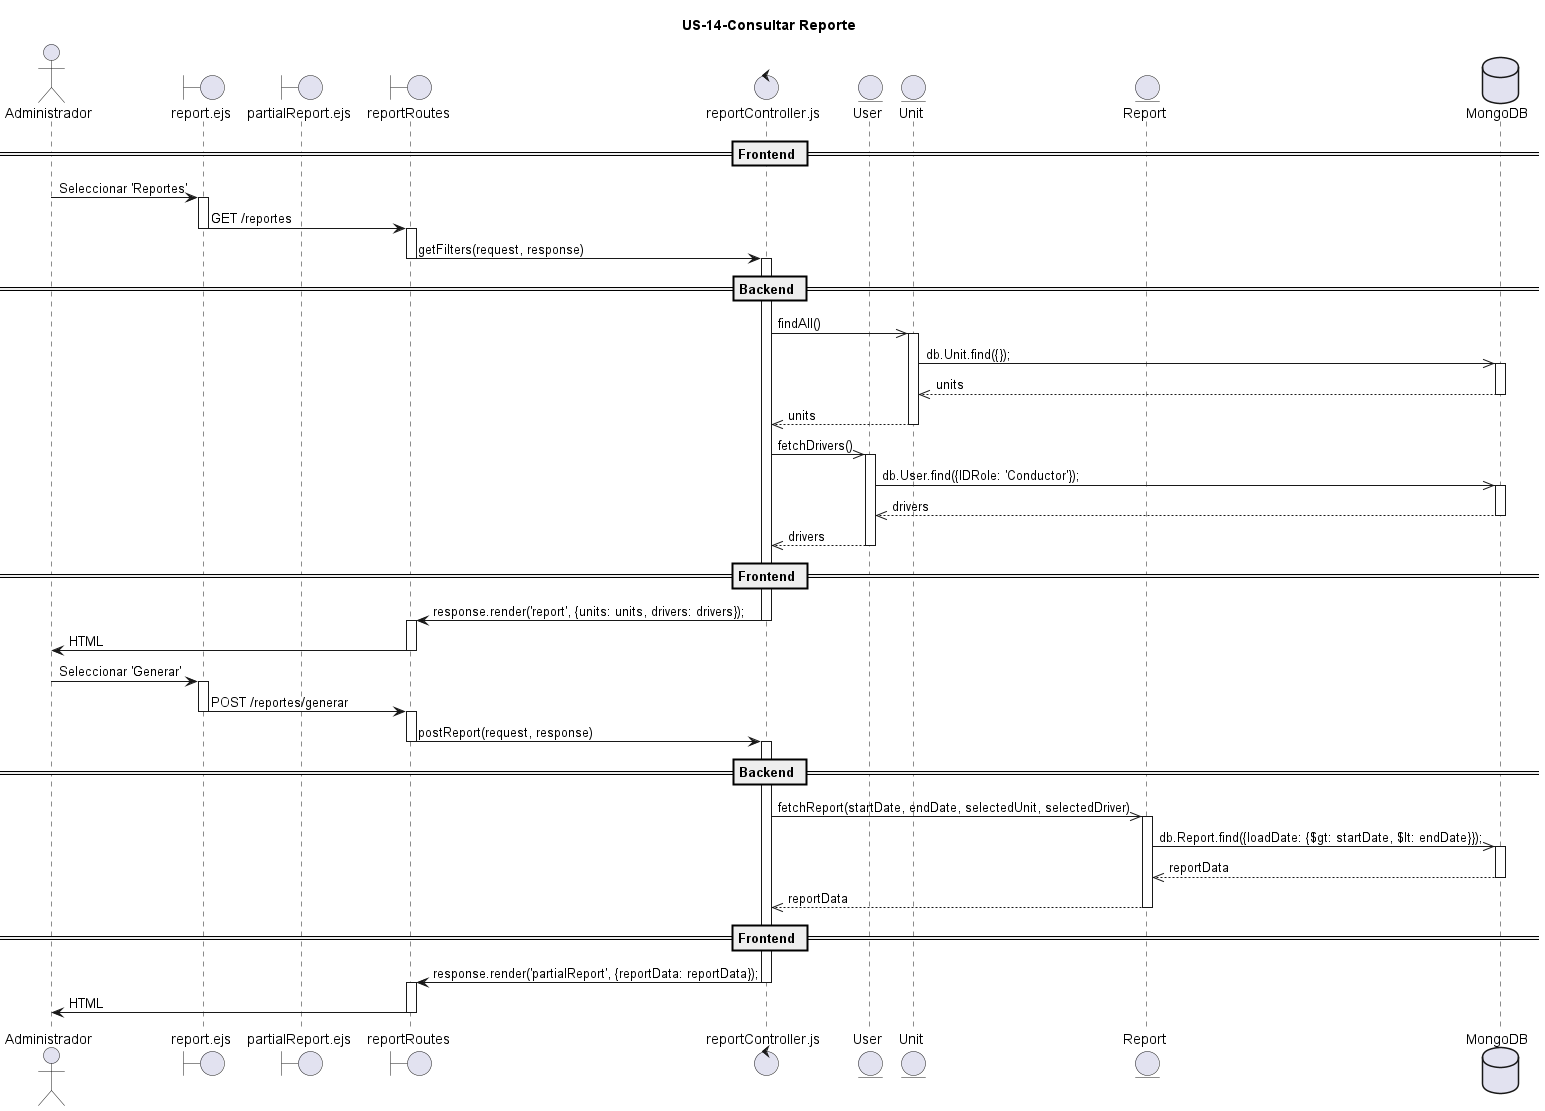 US-14-Consultar Reporte
Administrador
report.ejs
partialReport.ejs
reportRoutes
reportController.js
User
Unit
Report
MongoDB
Frontend
Seleccionar 'Reportes'
GET /reportes
getFilters(request, response)
Backend
findAll()
db.Unit.find({});
units
units
fetchDrivers()
db.User.find({IDRole: 'Conductor'});
drivers
drivers
Frontend
response.render('report', {units: units, drivers: drivers});
HTML
Seleccionar 'Generar'
POST /reportes/generar
postReport(request, response)
Backend
fetchReport(startDate, endDate, selectedUnit, selectedDriver)
db.Report.find({loadDate: {$gt: startDate, $lt: endDate}});
reportData
reportData
Frontend
response.render('partialReport', {reportData: reportData});
HTML
Administrador
report.ejs
partialReport.ejs
reportRoutes
reportController.js
User
Unit
Report
MongoDB